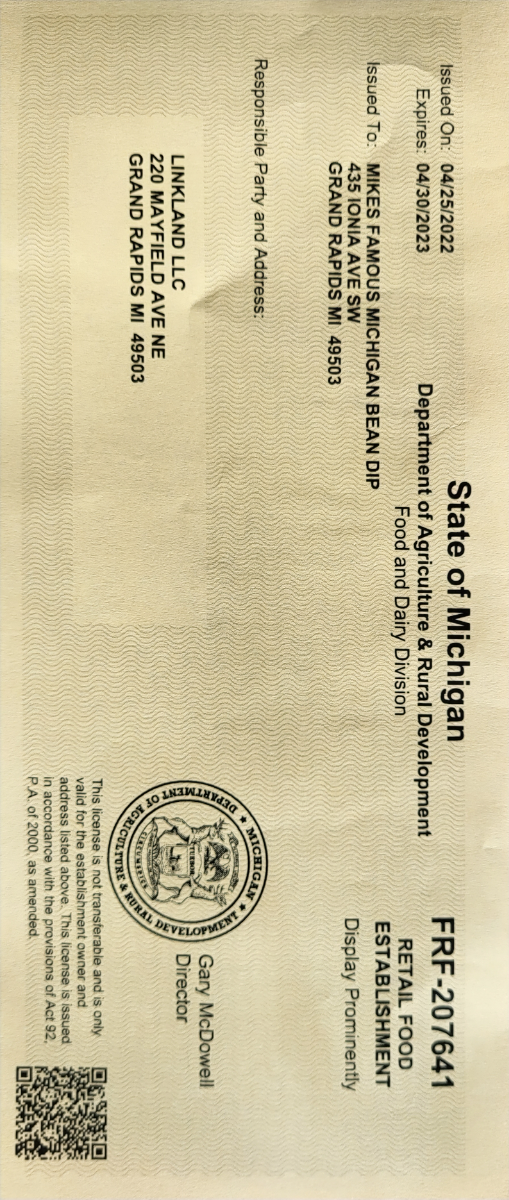 State of Michigan
Department of Agriculture & Rural Development
Food and Dairy Division
FRF-207641
RETAIL FOOD
ESTABLISHMENT
Display Prominently
Issued On: 04/25/2022
Expires: 04/30/2023
Issued To: MIKES FAMOUS MICHIGAN BEAN DIP
435 IONIA AVE SW
GRAND RAPIDS MI 49503
Responsible Party and Address:
LINKLAND LLC
220 MAYFIELD AVE NE
GRAND RAPIDS MI 49503
MICHIGAN
DEPARTMENT OF AGRICULTURE & RURAL DEVELOPMENT
TUEBOR
Gary McDowell
Director
This license is not transferable and is only
valid for the establishment owner and
address listed above. This license is issued
in accordance with the provisions of Act 92,
P.A. of 2000, as amended.